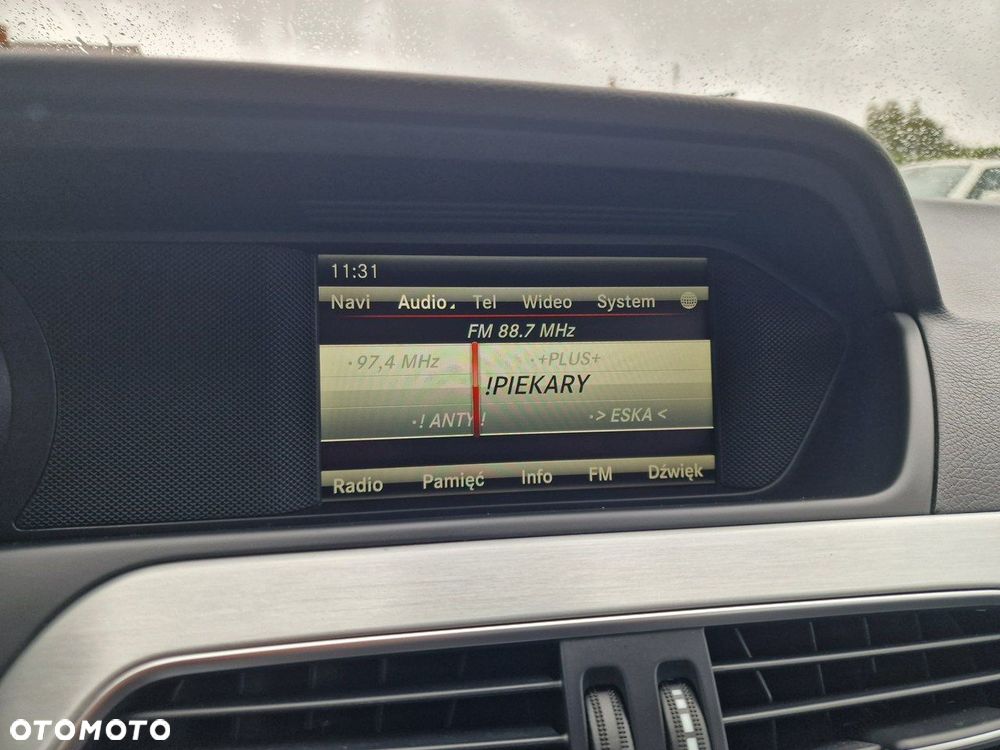 11:31
Navi Audio Tel Wideo System
FM 88.7 MHz
·97,4 MHz ·+PLUS+
!PIEKARY
·! ANTY ! ·> ESKA <
Radio Pamięć Info FM Dźwięk
OTOMOTO